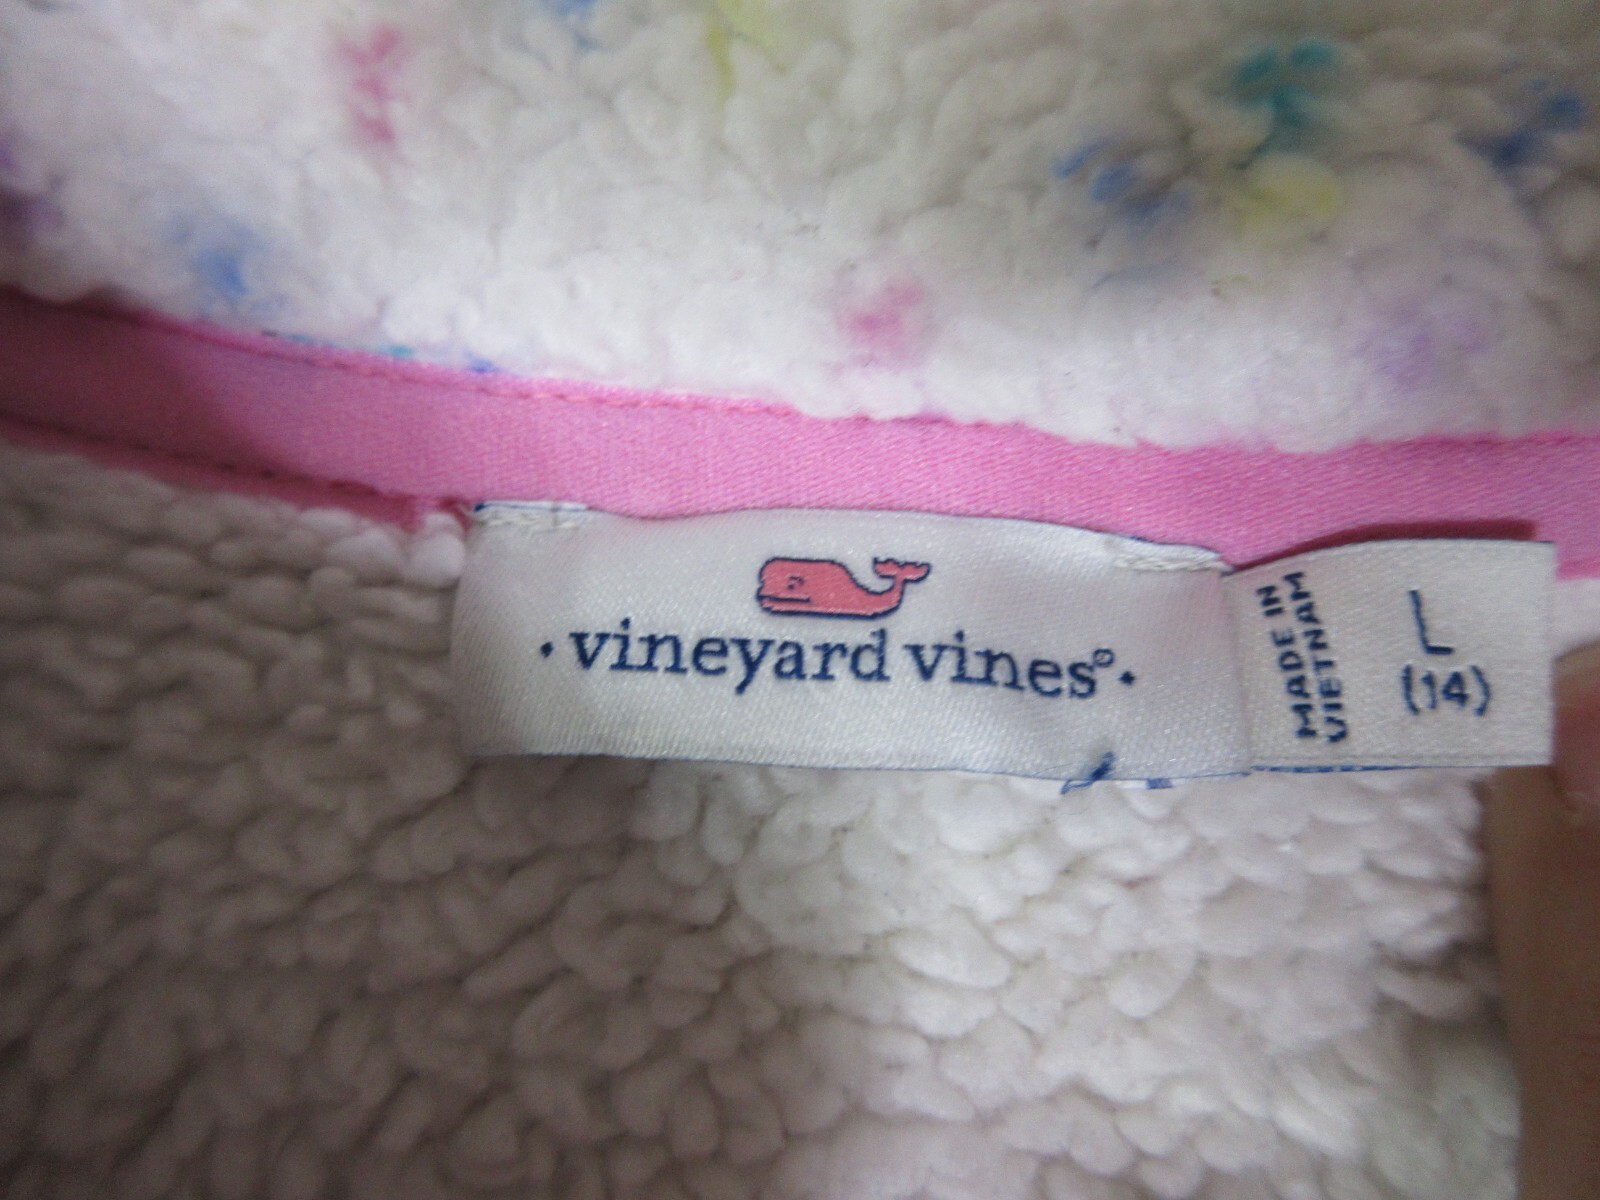 · vineyard vines® ·
MADE IN
VIETNAM
L
(14)